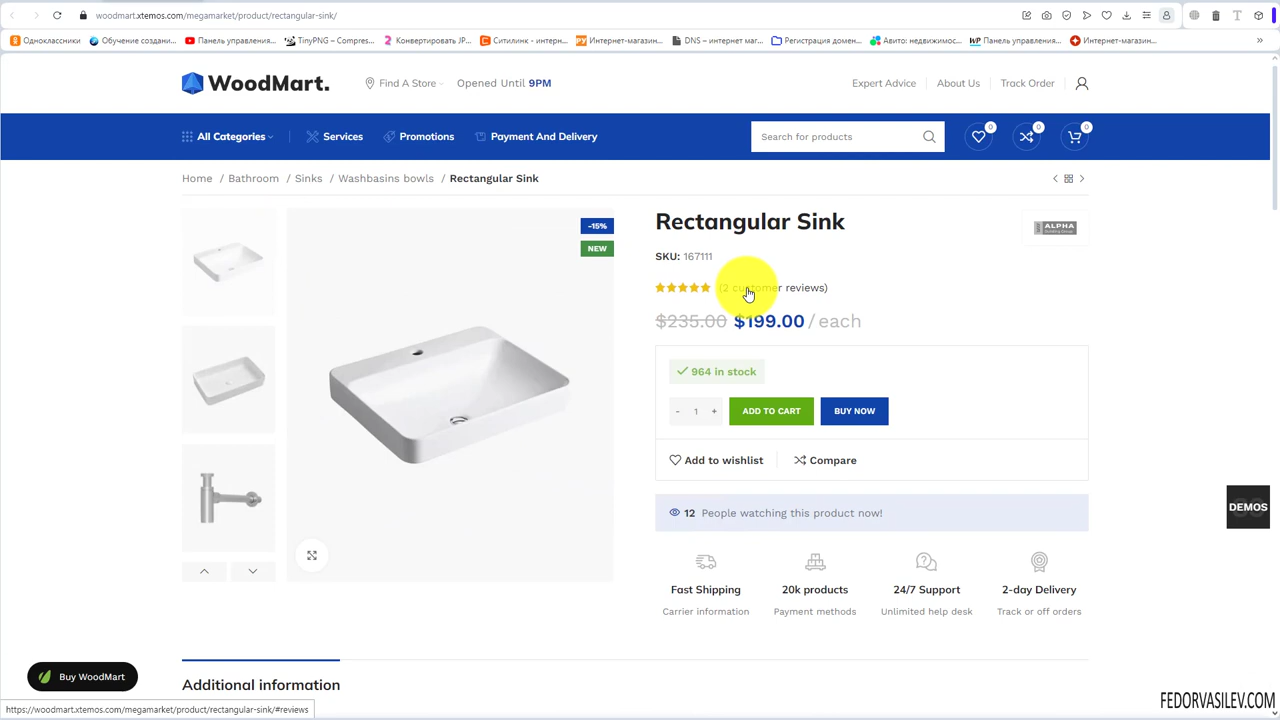 woodmart.xtemos.com/megamarket/product/rectangular-sink/
Одноклассники
Обучение создани...
Панель управления...
TinyPNG – Compres...
Конвертировать JP...
Ситилинк - интерн...
Интернет-магазин...
DNS – интернет маг...
Регистрация домен...
Авито: недвижимос...
Панель управления...
Интернет-магазин...
WoodMart.
Find A Store
Opened Until 9PM
Expert Advice
About Us
Track Order
All Categories
Services
Promotions
Payment And Delivery
Search for products
0
0
0
Home / Bathroom / Sinks / Washbasins bowls / Rectangular Sink
-15%
NEW
Rectangular Sink
ALPHA
SKU: 167111
(2 customer reviews)
$235.00 $199.00 / each
964 in stock
- 1 +
ADD TO CART
BUY NOW
Add to wishlist
Compare
12 People watching this product now!
DEMOS
Fast Shipping
Carrier information
20k products
Payment methods
24/7 Support
Unlimited help desk
2-day Delivery
Track or off orders
Buy WoodMart
Additional information
https://woodmart.xtemos.com/megamarket/product/rectangular-sink/#reviews
FEDORVASILEV.COM